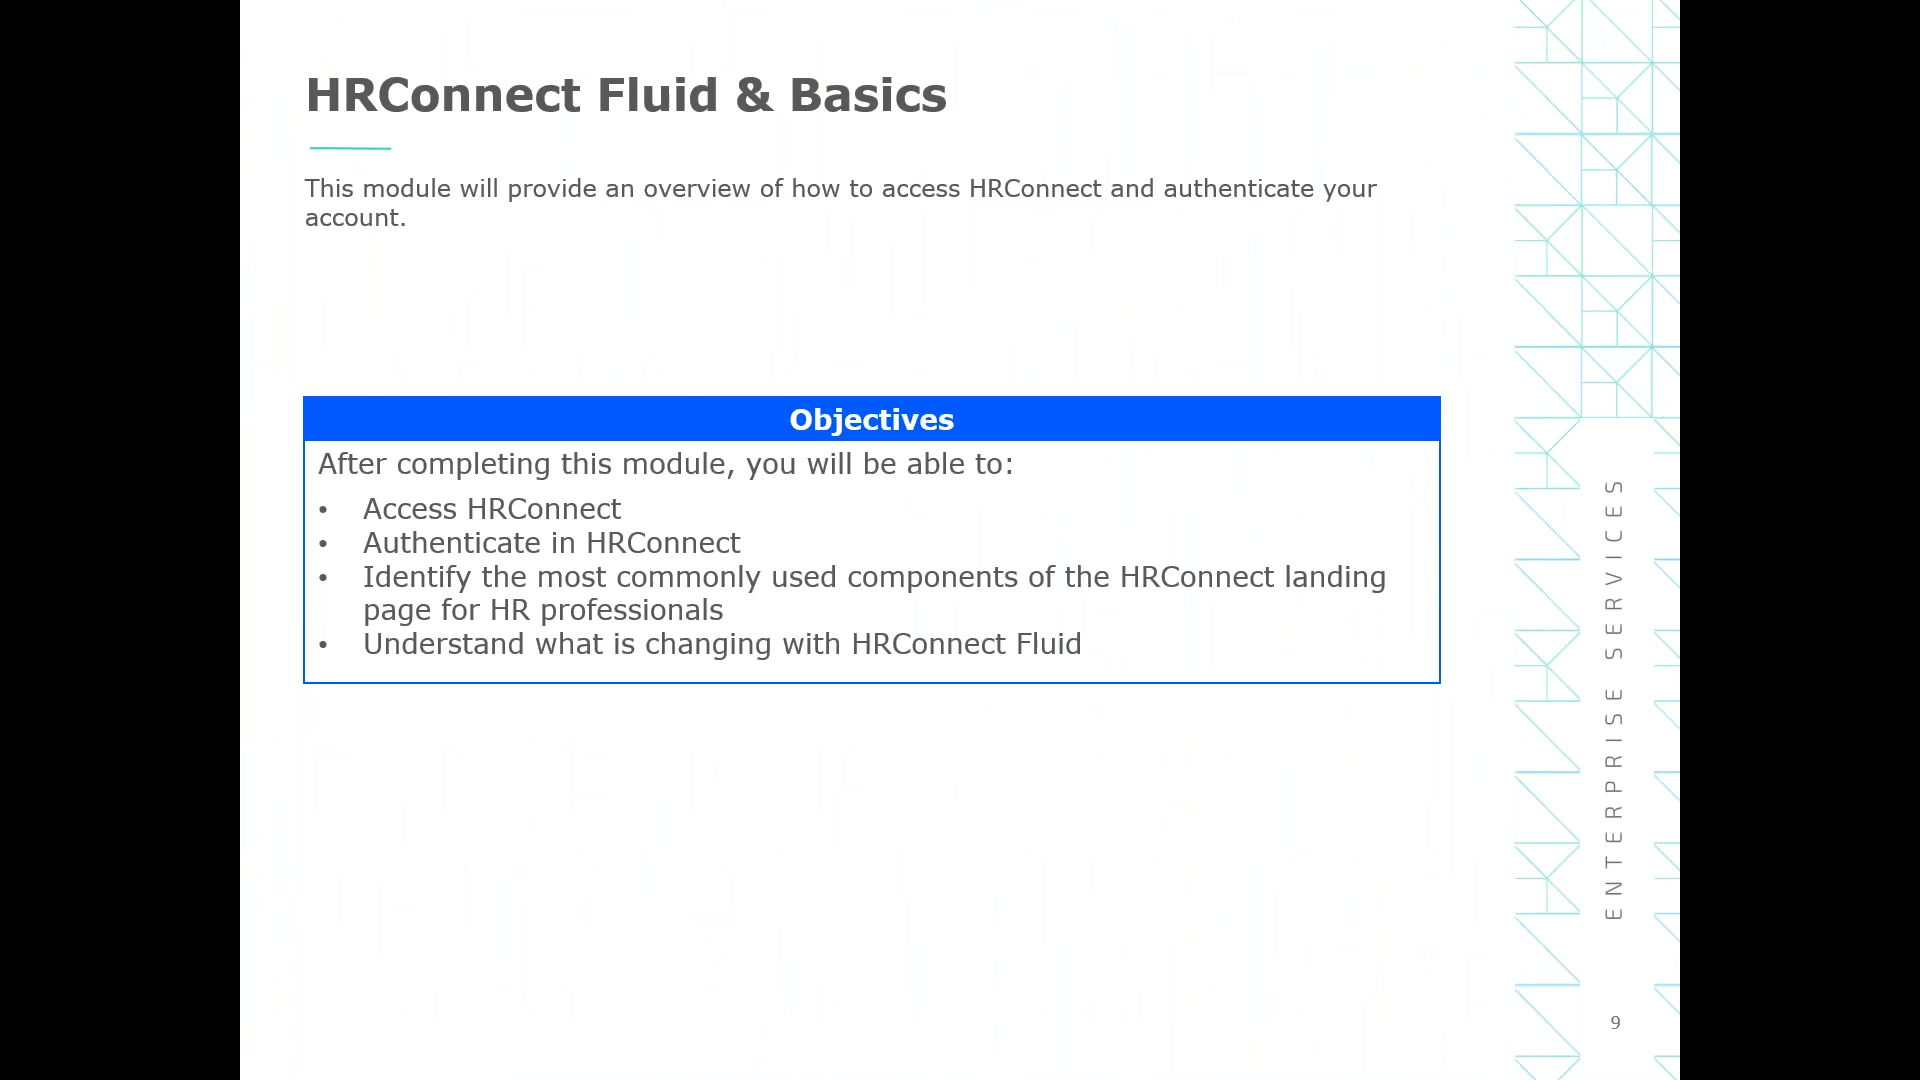 HRConnect Fluid & Basics
This module will provide an overview of how to access HRConnect and authenticate your
account.
Objectives
After completing this module, you will be able to:
• Access HRConnect
• Authenticate in HRConnect
• Identify the most commonly used components of the HRConnect landing
page for HR professionals
• Understand what is changing with HRConnect Fluid
ENTERPRISE SERVICES
9